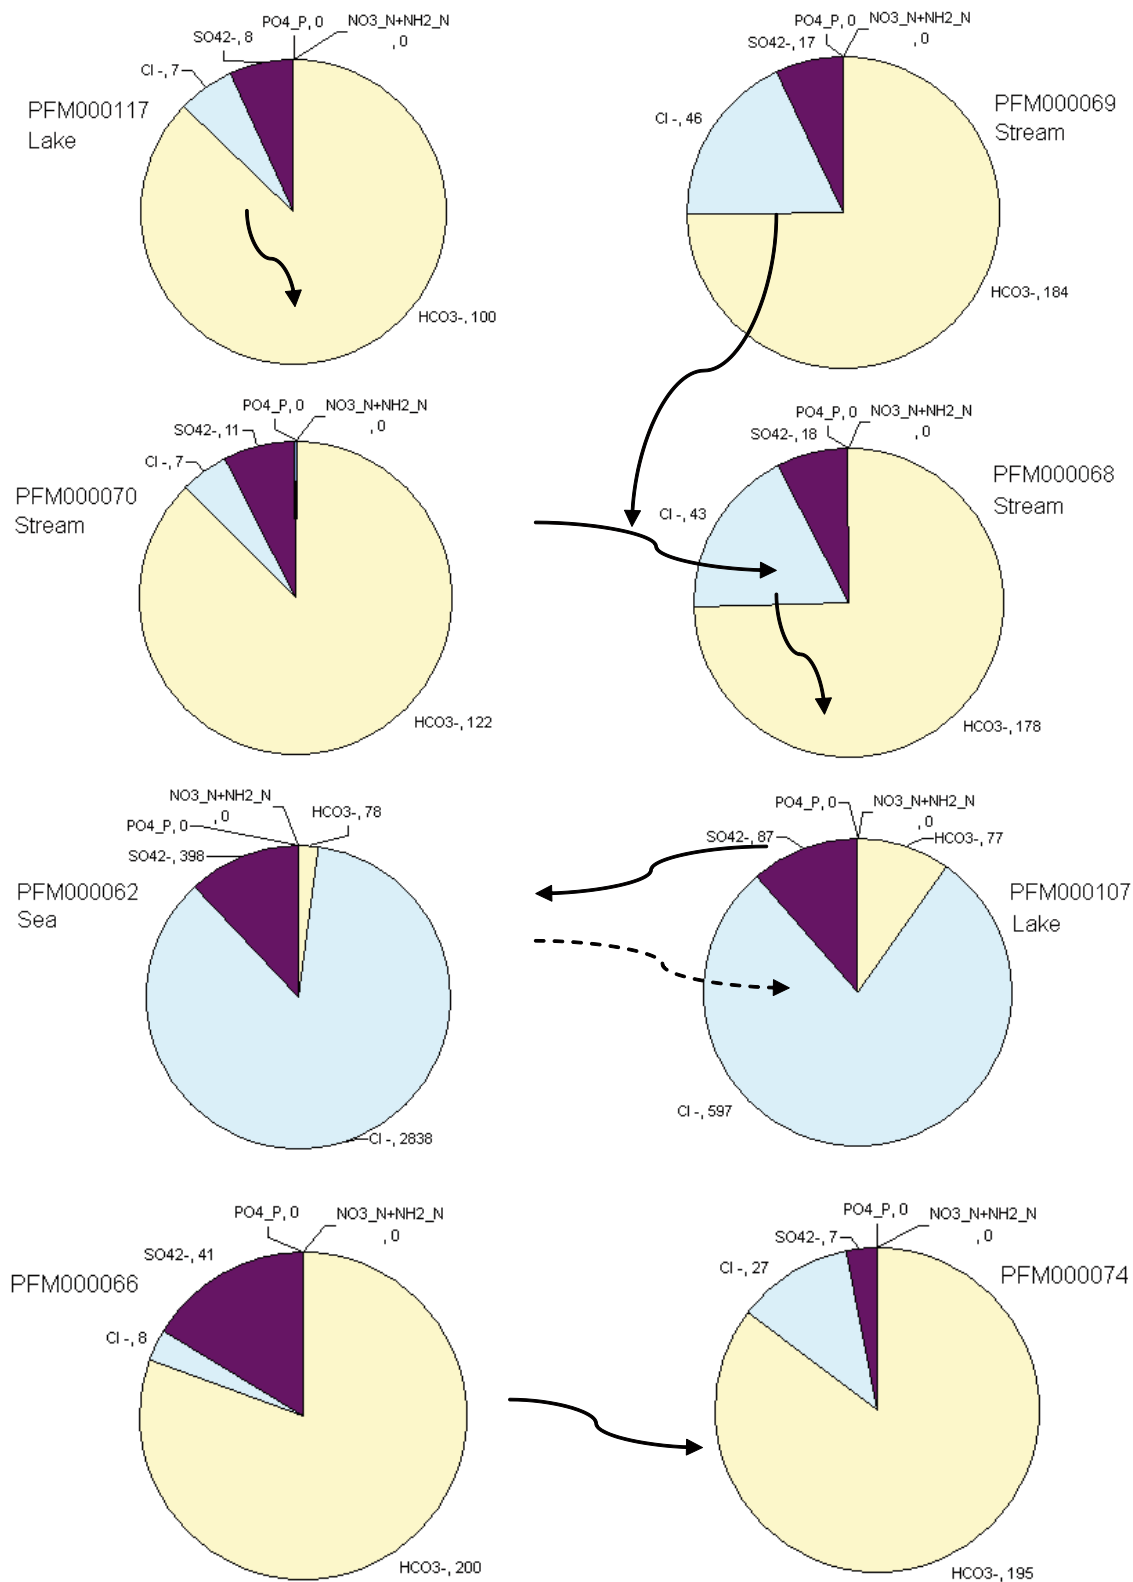 PO4_P, 0
NO3_N+NH2_N
, 0
SO42-, 8
Cl -, 7
PFM000117
Lake
HCO3-, 100
PO4_P, 0
NO3_N+NH2_N
, 0
SO42-, 17
Cl -, 46
PFM000069
Stream
HCO3-, 184
PO4_P, 0
NO3_N+NH2_N
, 0
SO42-, 11
Cl -, 7
PFM000070
Stream
HCO3-, 122
PO4_P, 0
NO3_N+NH2_N
, 0
SO42-, 18
Cl -, 43
PFM000068
Stream
HCO3-, 178
NO3_N+NH2_N
, 0
HCO3-, 78
PO4_P, 0
SO42-, 398
PFM000062
Sea
Cl -, 2838
PO4_P, 0
NO3_N+NH2_N
, 0
HCO3-, 77
SO42-, 87
PFM000107
Lake
Cl -, 597
PO4_P, 0
NO3_N+NH2_N
, 0
SO42-, 41
PFM000066
Cl -, 8
HCO3-, 200
PO4_P, 0
NO3_N+NH2_N
, 0
SO42-, 7
Cl -, 27
PFM000074
HCO3-, 195